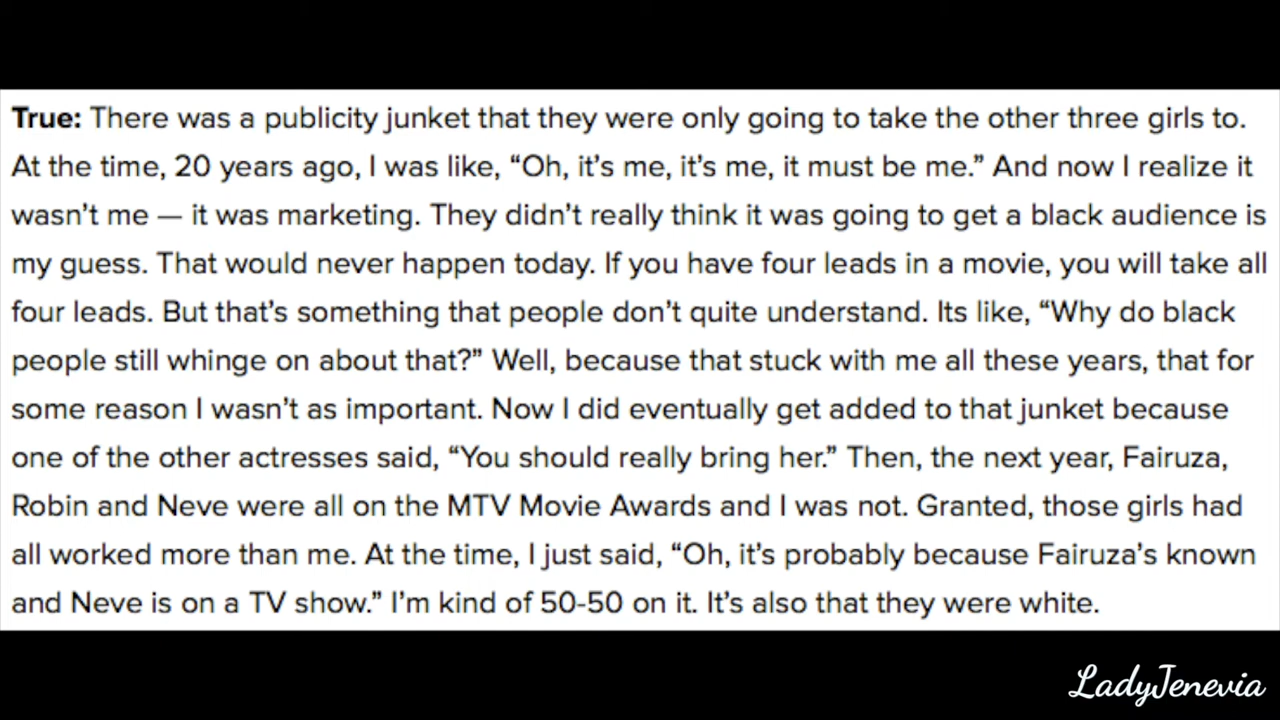 True: There was a publicity junket that they were only going to take the other three girls to.
At the time, 20 years ago, I was like, “Oh, it’s me, it’s me, it must be me.” And now I realize it
wasn’t me — it was marketing. They didn’t really think it was going to get a black audience is
my guess. That would never happen today. If you have four leads in a movie, you will take all
four leads. But that’s something that people don’t quite understand. Its like, “Why do black
people still whinge on about that?” Well, because that stuck with me all these years, that for
some reason I wasn’t as important. Now I did eventually get added to that junket because
one of the other actresses said, “You should really bring her.” Then, the next year, Fairuza,
Robin and Neve were all on the MTV Movie Awards and I was not. Granted, those girls had
all worked more than me. At the time, I just said, “Oh, it’s probably because Fairuza’s known
and Neve is on a TV show.” I’m kind of 50-50 on it. It’s also that they were white.
LadyJenevia